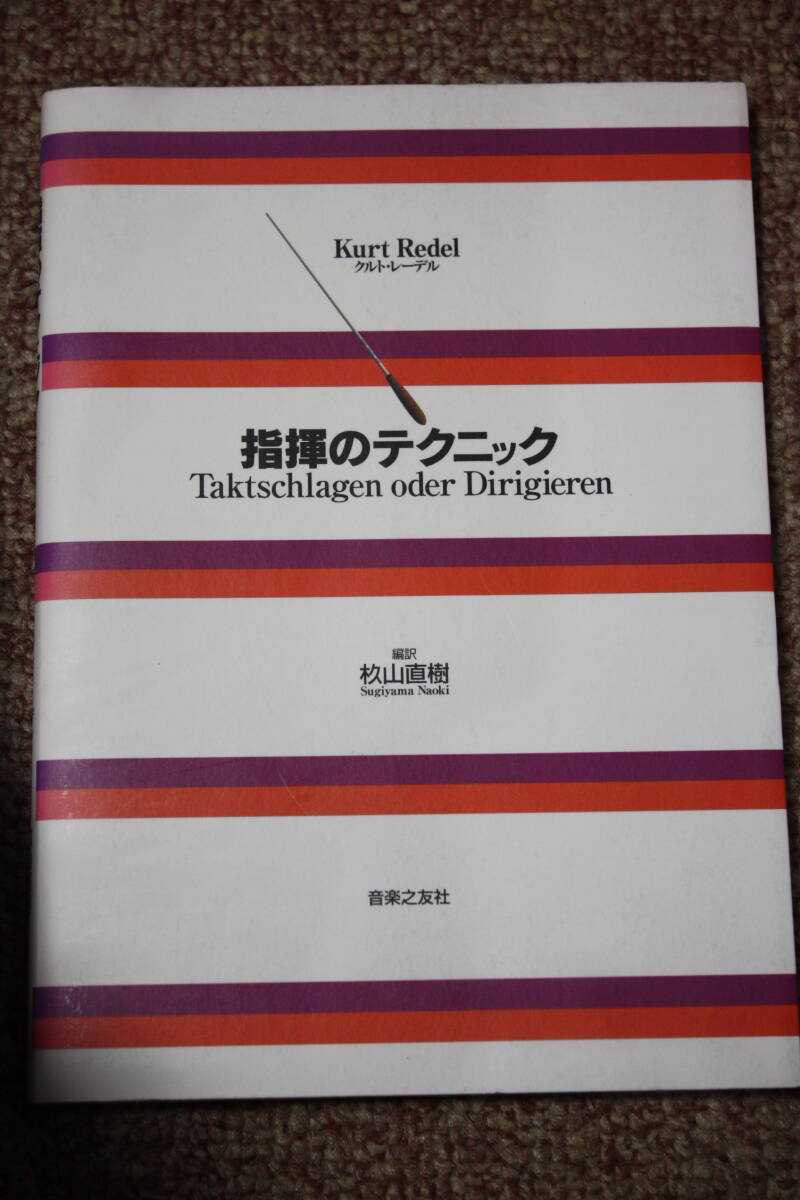 Kurt Redel
クルト・レーデル
指揮のテクニック
Taktschlagen oder Dirigieren
編訳
杦山直樹
Sugiyama Naoki
音楽之友社